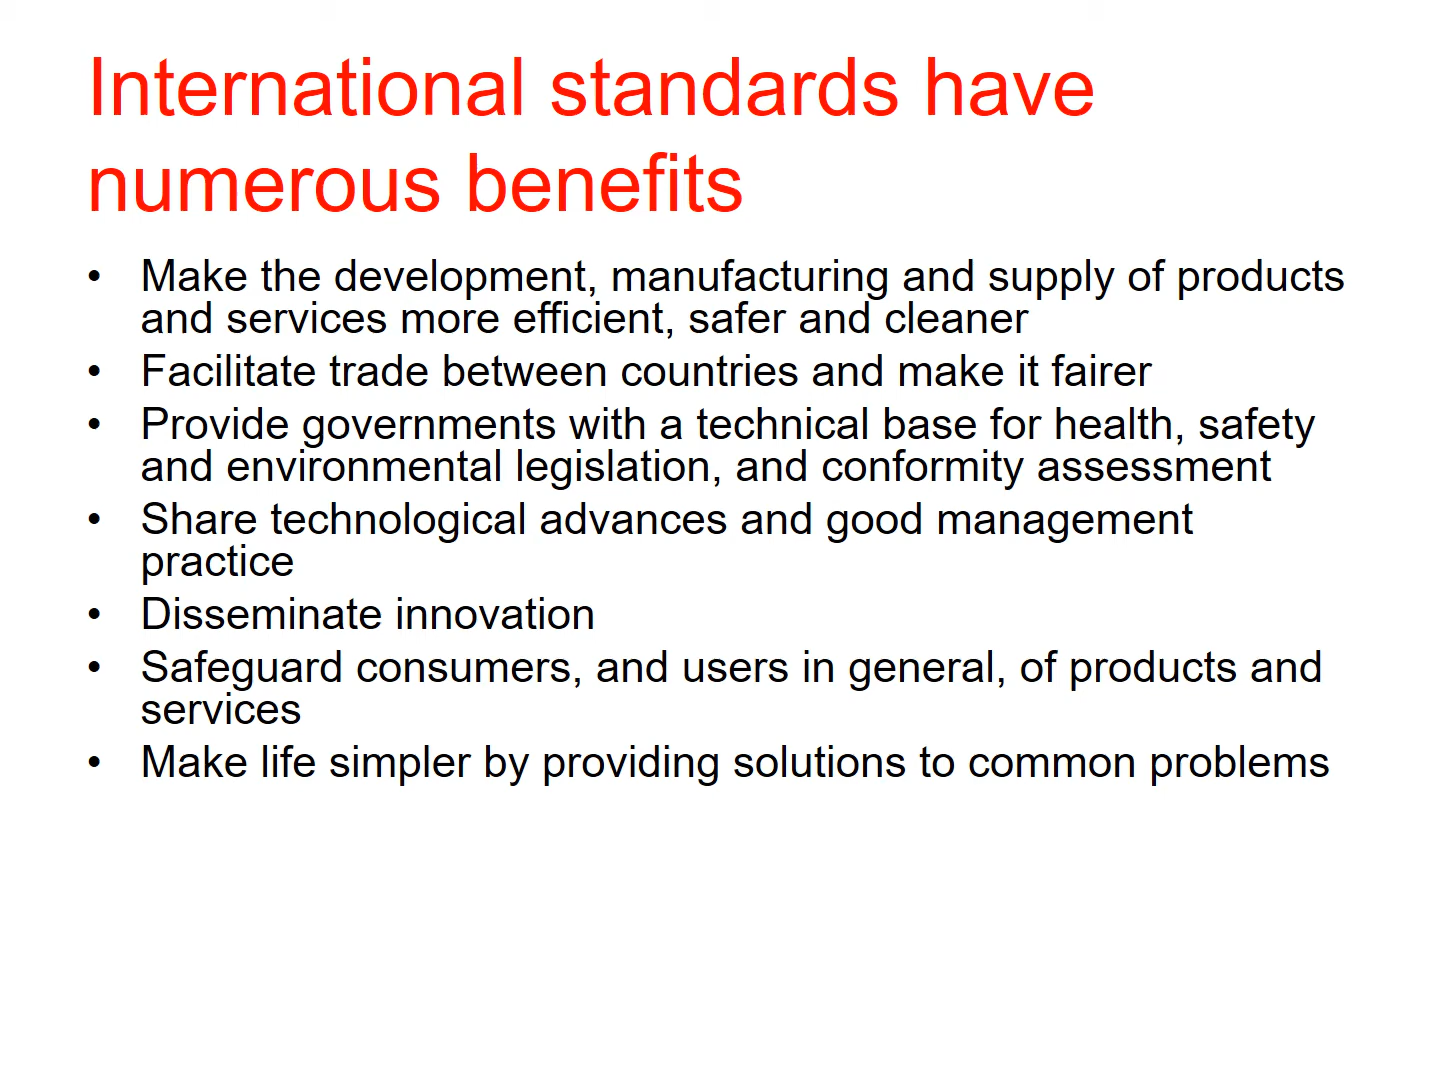 International standards have
numerous benefits
• Make the development, manufacturing and supply of products
and services more efficient, safer and cleaner
• Facilitate trade between countries and make it fairer
• Provide governments with a technical base for health, safety
and environmental legislation, and conformity assessment
• Share technological advances and good management
practice
• Disseminate innovation
• Safeguard consumers, and users in general, of products and
services
• Make life simpler by providing solutions to common problems